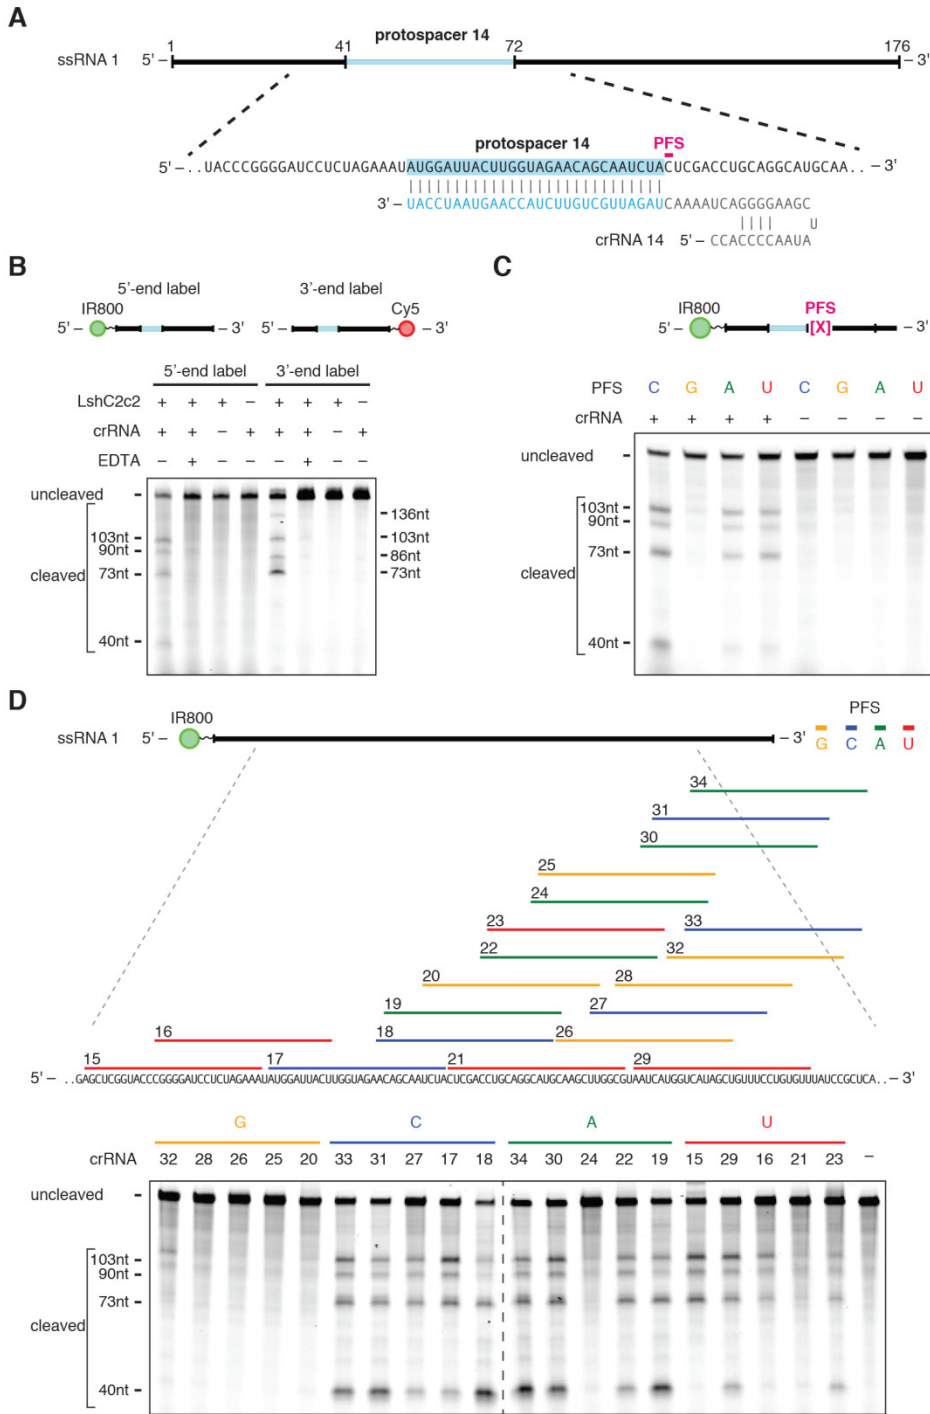 A
protospacer 14
1 41 72 176
ssRNA 1 5' – – 3'
protospacer 14 PFS
5' – .. UACCCGGGGAUCCUCUAGAAAUAUGGAUUACUUGGUAGAACAGCAAUCUACUCGACCUGCAGGCAUGCAA .. – 3'
3' – UACCUAAUGAACCAUCUUGUCGUUAGAUCAAAAUCAGGGGAAGC
U
crRNA 14 5' – CCACCCCAAUA
B
5'-end label 3'-end label
IR800 Cy5
5' – – 3' 5' – – 3'
5'-end label 3'-end label
LshC2c2 + + + − + + + −
crRNA + + − + + + − +
EDTA − + − − − + − −
uncleaved
136nt
103nt 103nt
90nt 86nt
cleaved 73nt 73nt
40nt
C
IR800 PFS
5' – [X] – 3'
PFS C G A U C G A U
crRNA + + + + − − − −
uncleaved
103nt
90nt
cleaved 73nt
40nt
D
IR800 PFS
ssRNA 1 5' – – 3'
G C A U
34
31
30
25
24
23 33
22 32
20 28
19 27
16 18 26
15 17 21 29
5' – ..GAGCUCGGUACCCGGGGAUCCUCUAGAAAUAUGGAUUACUUGGUAGAACAGCAAUCUACUCGACCUGCAGGCAUGCAAGCUUGGCGUAAUCAUGGUCAUAGCUGUUUCCUGUGUUUAUCCGCUCA.. – 3'
G C A U
crRNA 32 28 26 25 20 33 31 27 17 18 34 30 24 22 19 15 29 16 21 23 −
uncleaved
103nt
90nt
73nt
cleaved
40nt